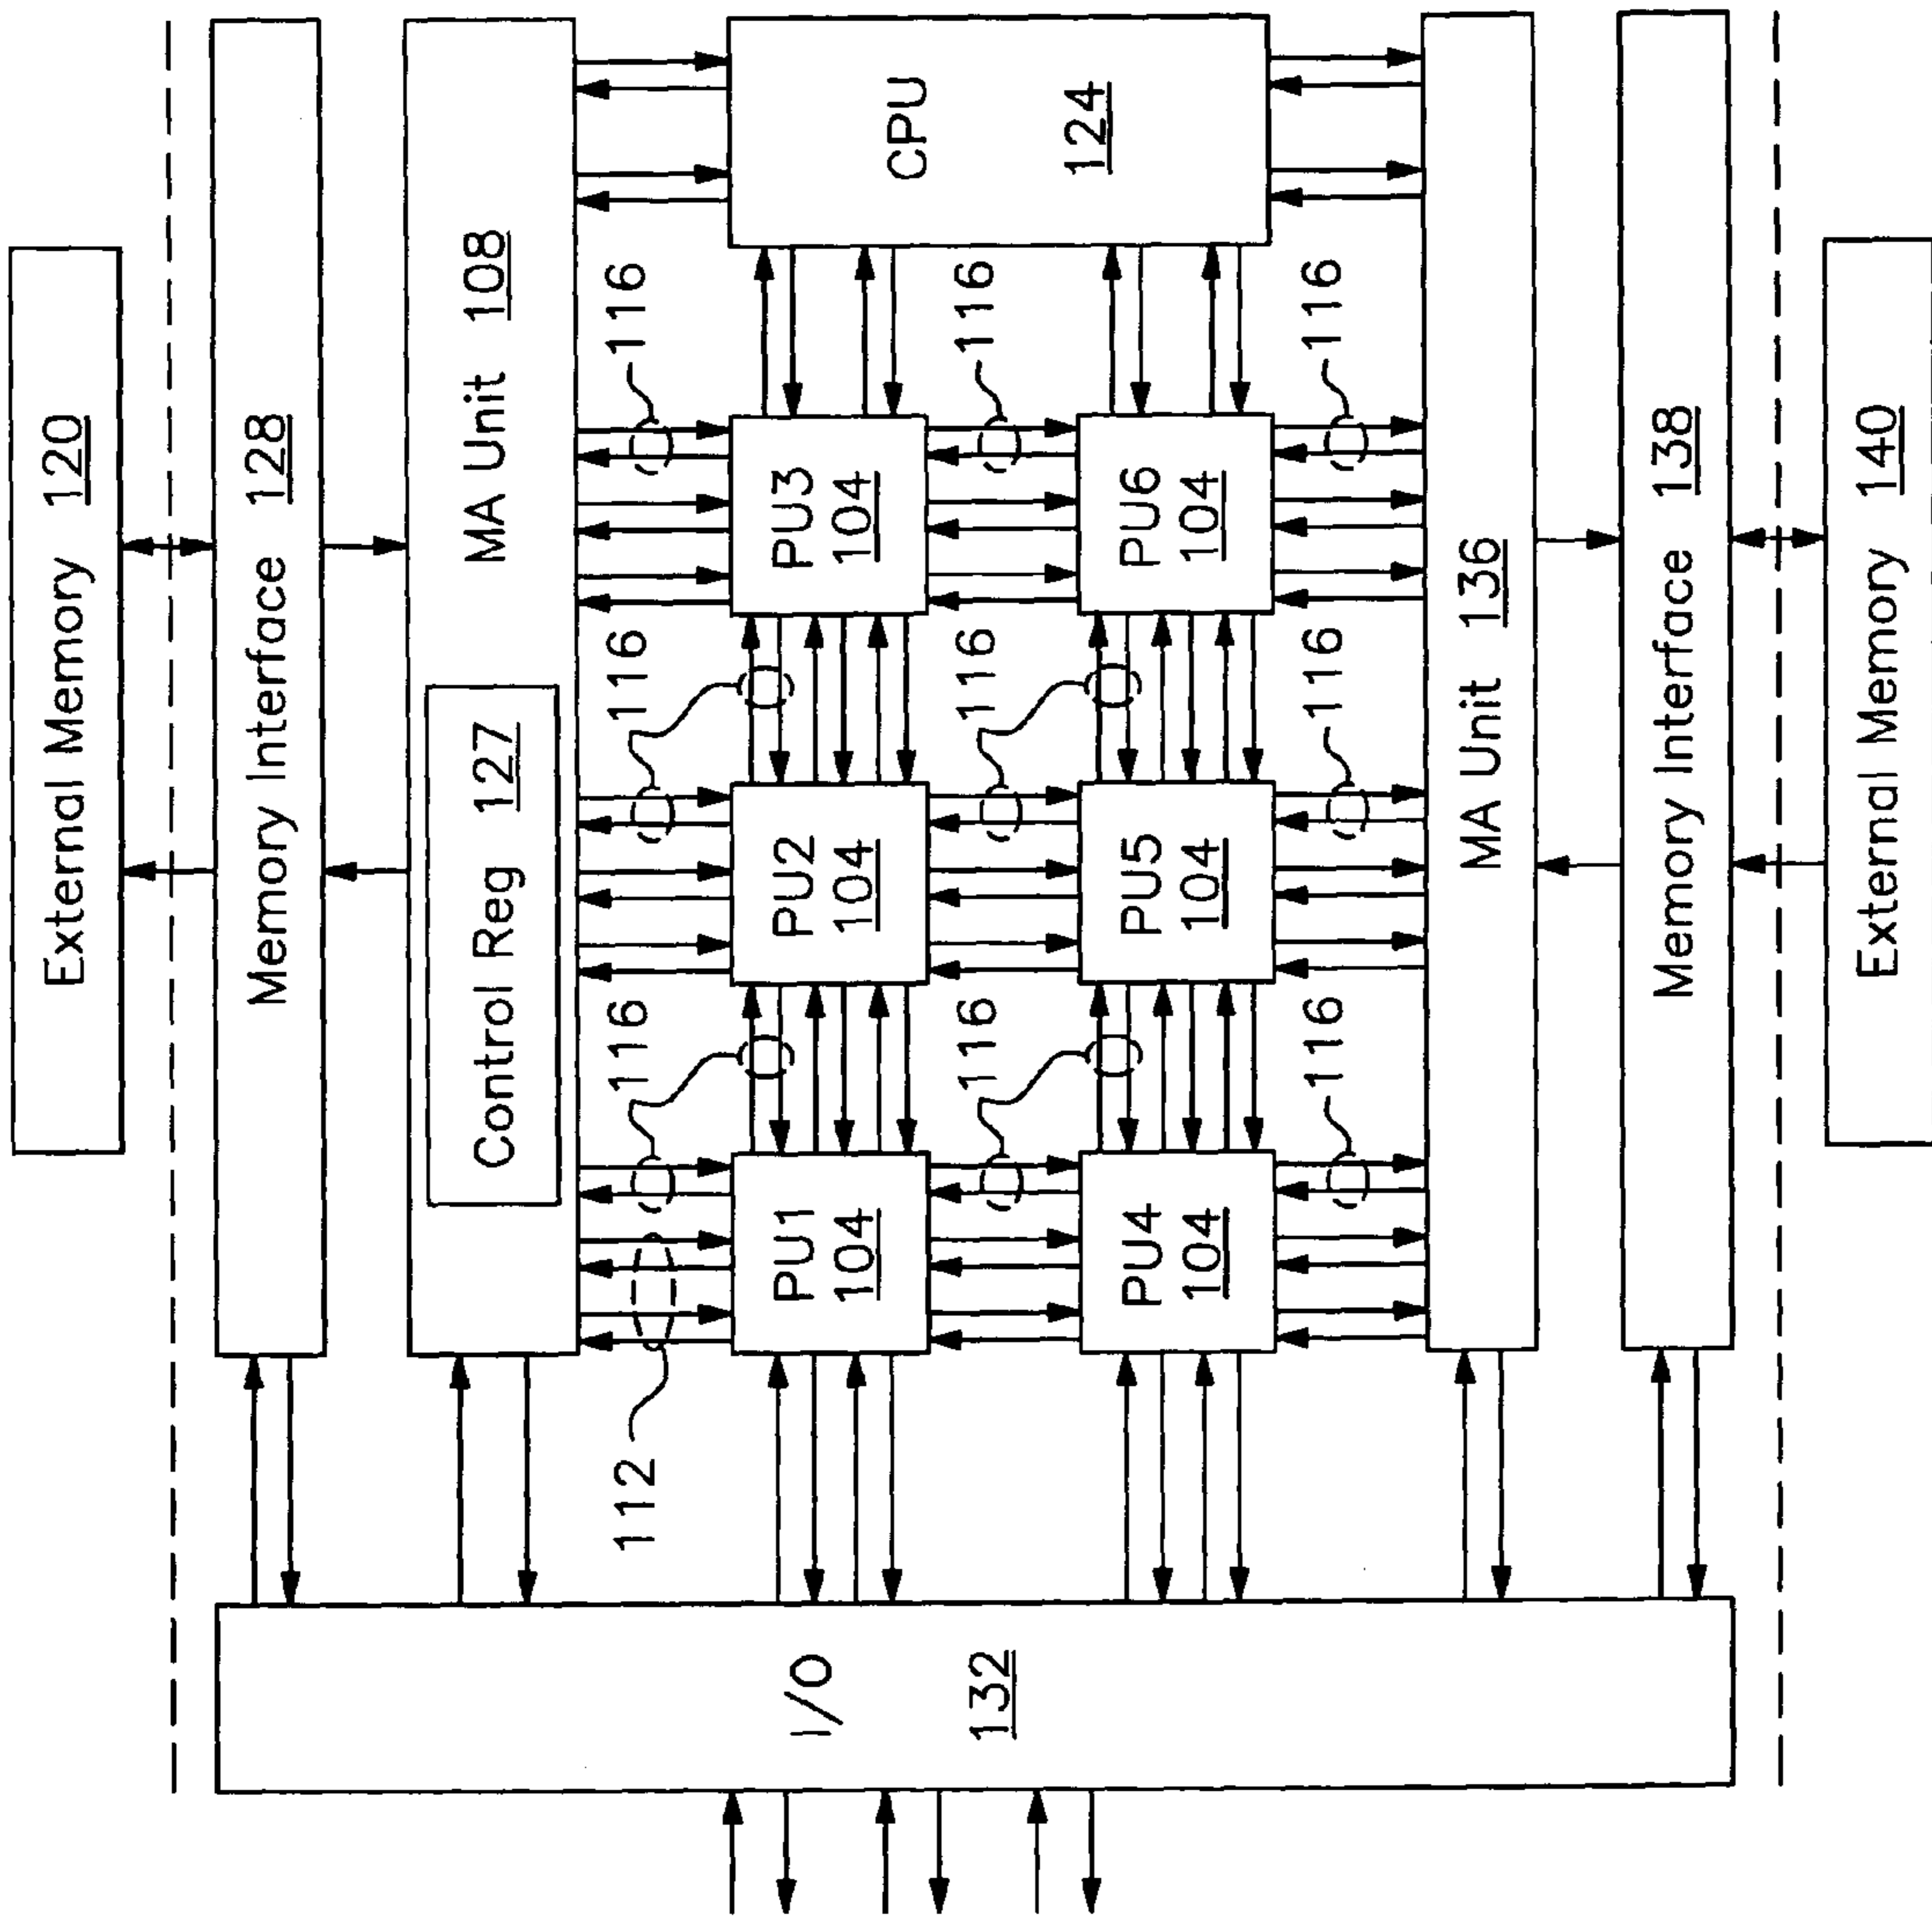 External Memory 120
Memory Interface 128
Control Reg 127
MA Unit 108
112
116
116
116
PU1
104
PU2
104
PU3
104
CPU
124
I/O
132
116
116
116
PU4
104
PU5
104
PU6
104
116
116
116
MA Unit 136
Memory Interface 138
External Memory 140